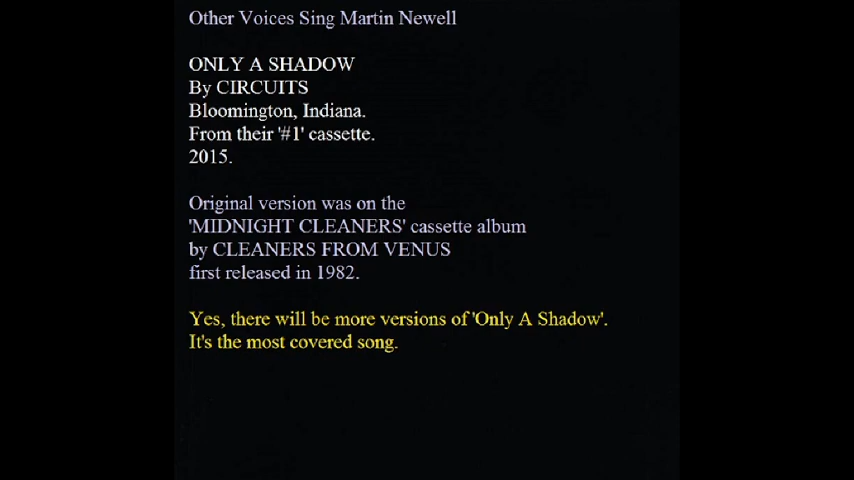 Other Voices Sing Martin Newell
ONLY A SHADOW
By CIRCUITS
Bloomington, Indiana.
From their '#1' cassette.
2015.
Original version was on the
'MIDNIGHT CLEANERS' cassette album
by CLEANERS FROM VENUS
first released in 1982.
Yes, there will be more versions of 'Only A Shadow'.
It's the most covered song.